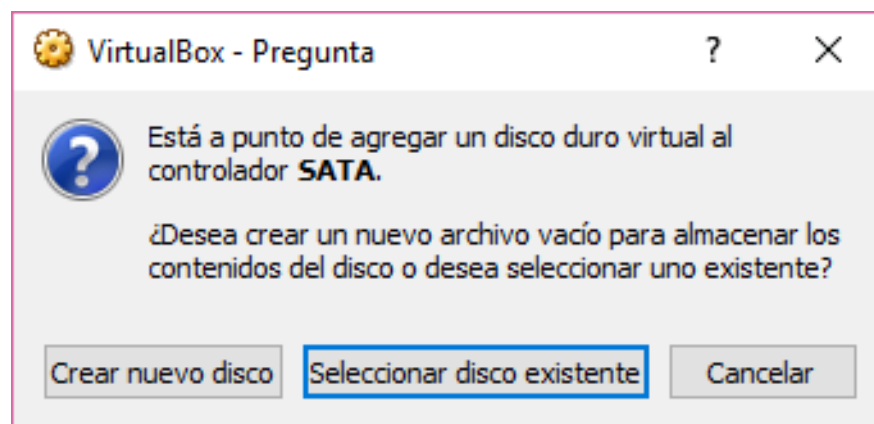 VirtualBox - Pregunta
?
Está a punto de agregar un disco duro virtual al
controlador SATA.
¿Desea crear un nuevo archivo vacío para almacenar los
contenidos del disco o desea seleccionar uno existente?
Crear nuevo disco Seleccionar disco existente Cancelar